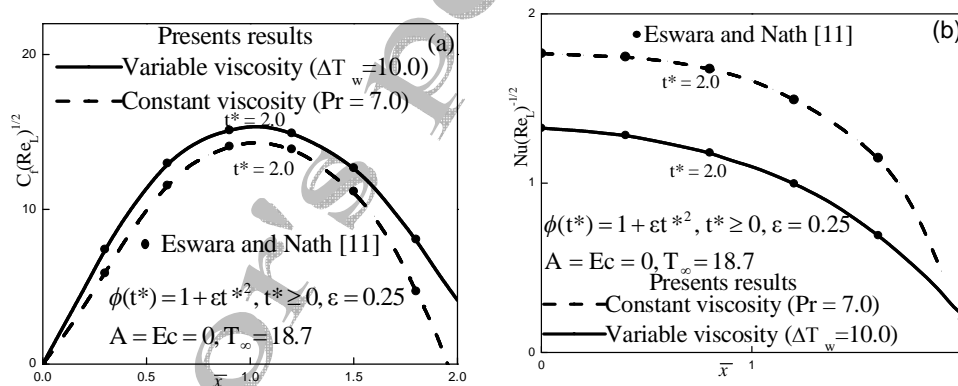 (a)
20
10
0
C_f(Re_L)^1/2
Presents results
Variable viscosity (ΔT_w=10.0)
Constant viscosity (Pr = 7.0)
t* = 2.0
t* = 2.0
Eswara and Nath [11]
ϕ(t*) = 1 + εt*², t* ≥ 0, ε = 0.25
A = Ec = 0, T_∞ = 18.7
0.0 0.5 1.0 1.5 2.0
x̅
(b)
2
1
0
Nu(Re_L)^-1/2
Eswara and Nath [11]
t* = 2.0
t* = 2.0
ϕ(t*) = 1 + εt*², t* ≥ 0, ε = 0.25
A = Ec = 0, T_∞ = 18.7
Presents results
Constant viscosity (Pr = 7.0)
Variable viscosity (ΔT_w=10.0)
0 1
x̅